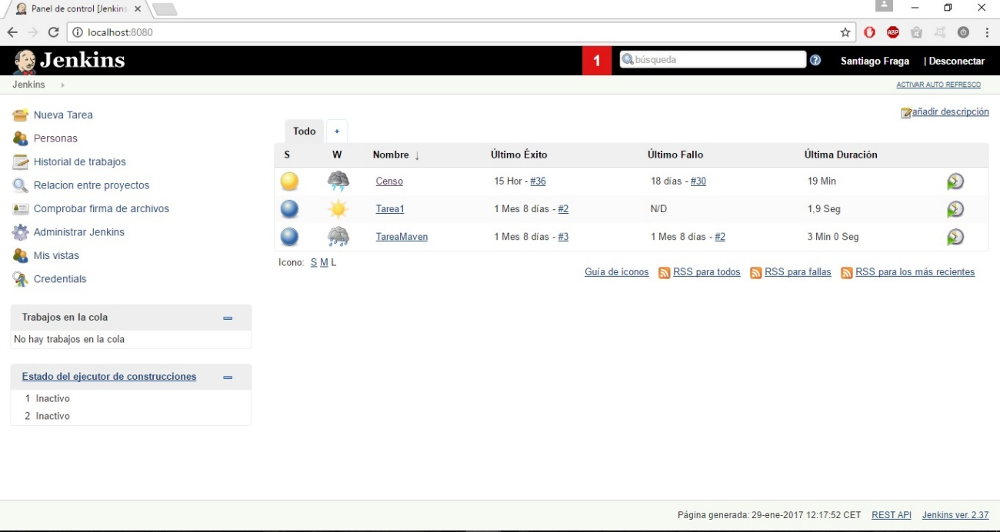 Panel de control [Jenkins
localhost:8080
ABP
Jenkins 1 búsqueda Santiago Fraga | Desconectar
Jenkins ACTIVAR AUTO REFRESCO
añadir descripción
Nueva Tarea
Personas
Historial de trabajos
Relacion entre proyectos
Comprobar firma de archivos
Administrar Jenkins
Mis vistas
Credentials
Trabajos en la cola
No hay trabajos en la cola
Estado del ejecutor de construcciones
1 Inactivo
2 Inactivo
Todo +
S W Nombre ↓ Último Éxito Último Fallo Última Duración
Censo 15 Hor - #36 18 días - #30 19 Min
Tarea1 1 Mes 8 días - #2 N/D 1,9 Seg
TareaMaven 1 Mes 8 días - #3 1 Mes 8 días - #2 3 Min 0 Seg
Icono: S M L
Guía de iconos RSS para todos RSS para fallas RSS para los más recientes
Página generada: 29-ene-2017 12:17:52 CET REST API Jenkins ver. 2.37